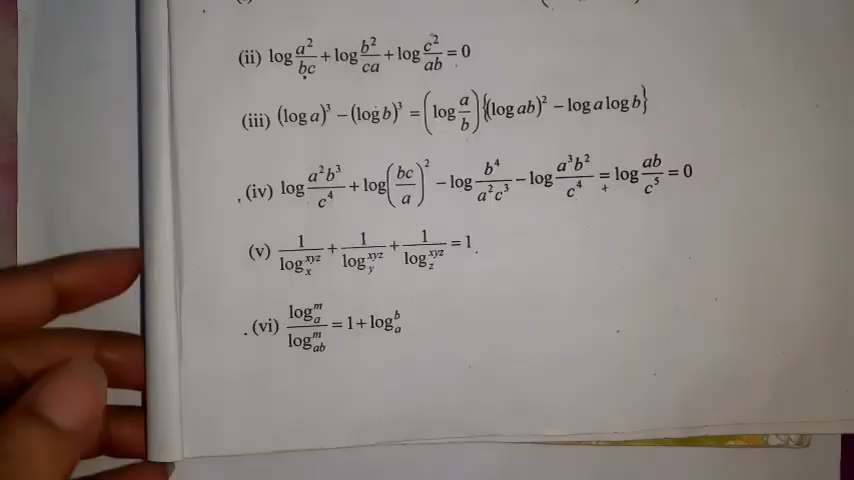 (ii) log a²/bc + log b²/ca + log c²/ab = 0
(iii) (log a)³ − (log b)³ = (log a/b){(log ab)² − log a log b}
(iv) log a²b³/c⁴ + log(bc/a)² − log b⁴/a²c³ − log a³b²/c⁴ = log ab/c⁵ = 0
(v) 1/logₓ^xyz + 1/log_y^xyz + 1/log_z^xyz = 1
(vi) log_a^m/log_ab^m = 1 + log_a^b